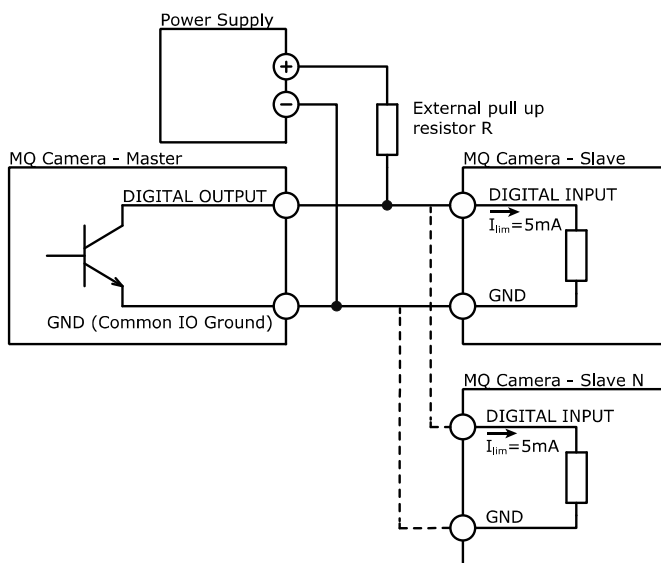 Power Supply
+
−
External pull up
resistor R
MQ Camera - Master
MQ Camera - Slave
DIGITAL OUTPUT
DIGITAL INPUT
Ilim=5mA
GND
GND (Common IO Ground)
MQ Camera - Slave N
DIGITAL INPUT
Ilim=5mA
GND